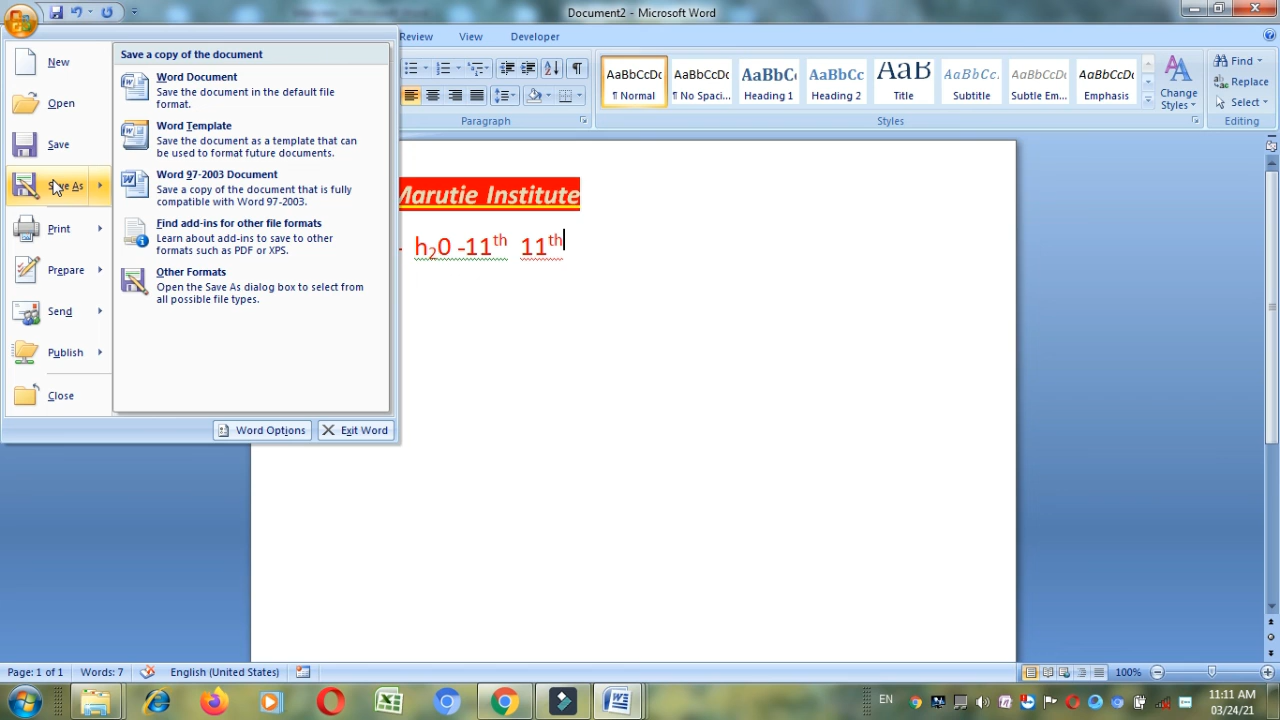 Document2 - Microsoft Word
Review View Developer
New
Open
Save
Save As
Print
Prepare
Send
Publish
Close
Save a copy of the document
Word Document
Save the document in the default file
format.
Word Template
Save the document as a template that can
be used to format future documents.
Word 97-2003 Document
Save a copy of the document that is fully
compatible with Word 97-2003.
Find add-ins for other file formats
Learn about add-ins to save to other
formats such as PDF or XPS.
Other Formats
Open the Save As dialog box to select from
all possible file types.
Word Options
Exit Word
AaBbCcDc AaBbCcDc AaBbCc AaBbCc AaB AaBbCc. AaBbCcDc AaBbCcDc
¶ Normal ¶ No Spaci... Heading 1 Heading 2 Title Subtitle Subtle Em... Emphasis
Change
Styles
Find
Replace
Select
Paragraph Styles Editing
Marutie Institute
- h₂0 -11ᵗʰ 11ᵗʰ
Page: 1 of 1 Words: 7 English (United States) 100%
EN
11:11 AM
03/24/21